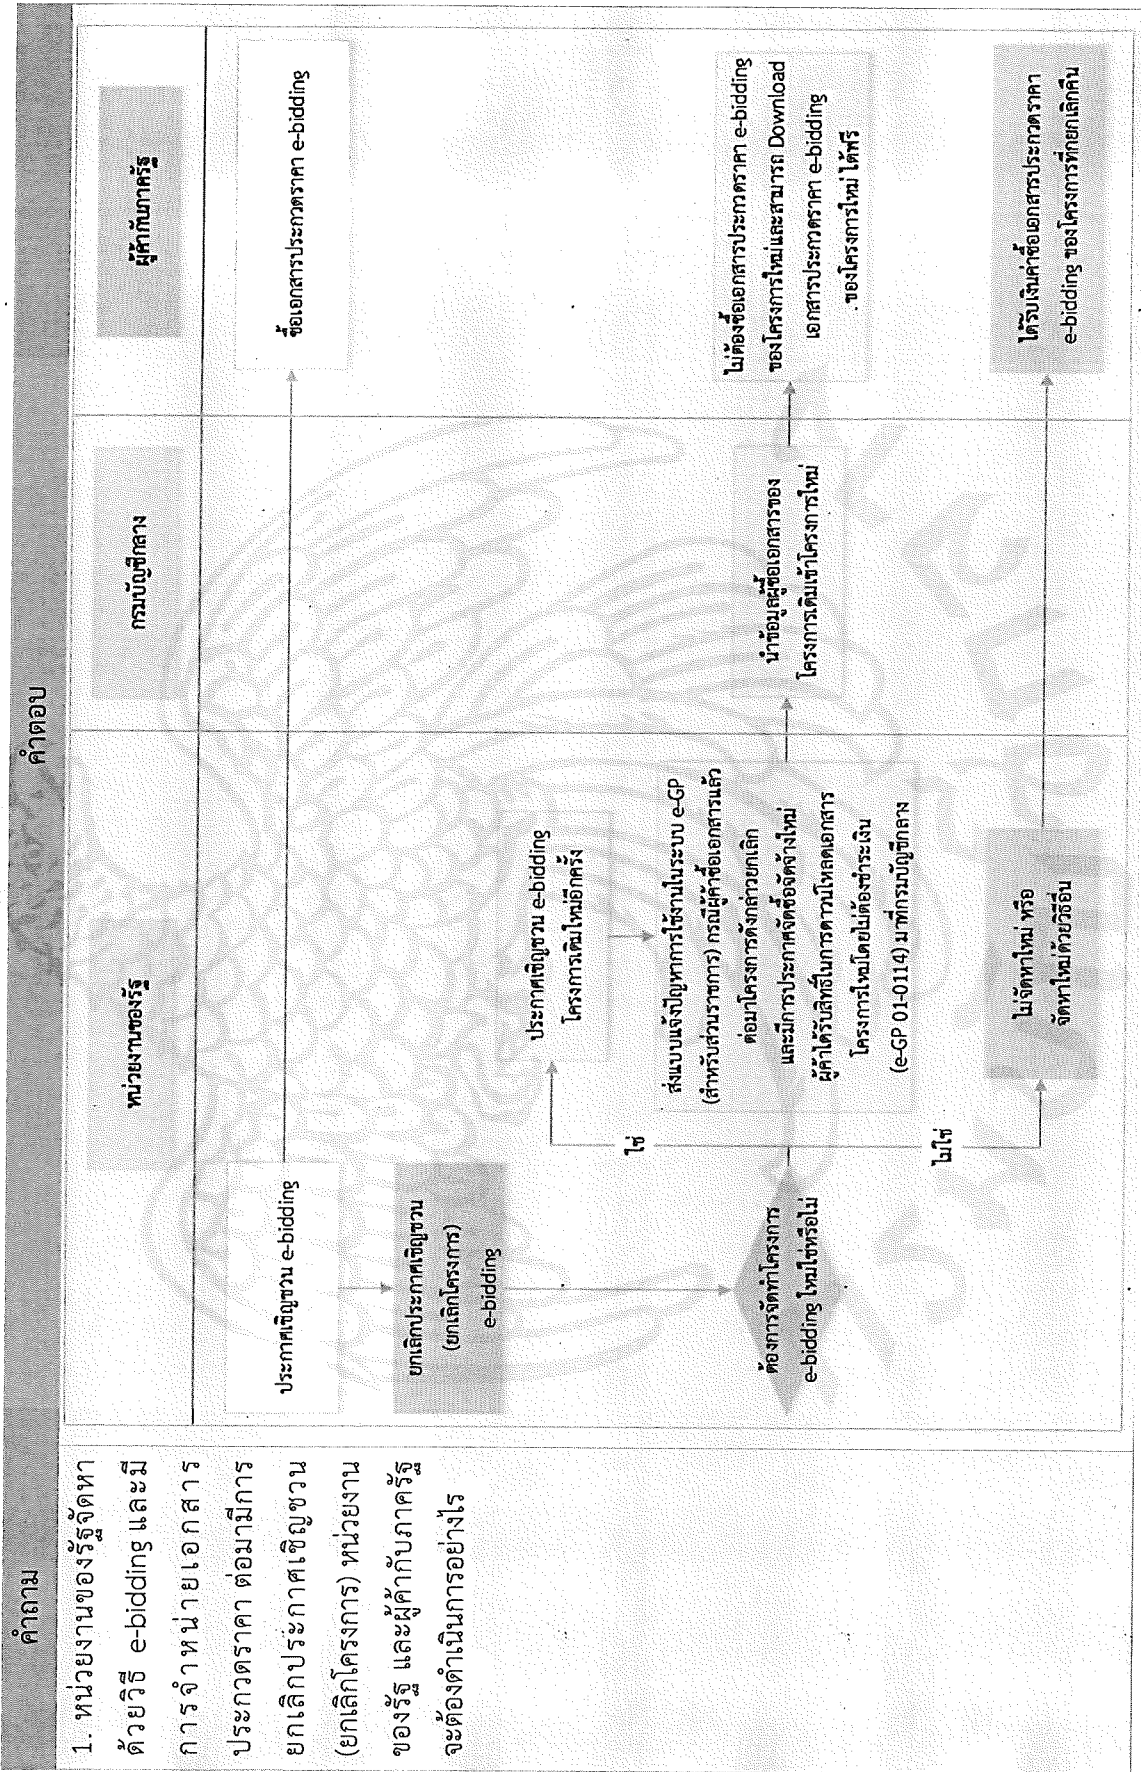 คำถาม
คำตอบ
1. หน่วยงานของรัฐจัดหา
ด้วยวิธี e-bidding และมี
การจำหน่ายเอกสาร
ประกวดราคา ต่อมามีการ
ยกเลิกประกาศเชิญชวน
(ยกเลิกโครงการ) หน่วยงาน
ของรัฐ และผู้ค้ากับภาครัฐ
จะต้องดำเนินการอย่างไร
หน่วยงานของรัฐ
กรมบัญชีกลาง
ผู้ค้ากับภาครัฐ
ประกาศเชิญชวน e-bidding
ซื้อเอกสารประกวดราคา e-bidding
ยกเลิกประกาศเชิญชวน
(ยกเลิกโครงการ)
e-bidding
ต้องการจัดทำโครงการ
e-bidding ใหม่ใช่หรือไม่
ใช่
ประกาศเชิญชวน e-bidding
โครงการเดิมใหม่อีกครั้ง
ส่งแบบแจ้งปัญหาการใช้งานในระบบ e-GP
(สำหรับส่วนราชการ) กรณีผู้ค้าซื้อเอกสารแล้ว
ต่อมาโครงการดังกล่าวยกเลิก
และมีการประกาศจัดซื้อจัดจ้างใหม่
ผู้ค้าได้รับสิทธิ์ในการดาวน์โหลดเอกสาร
โครงการใหม่โดยไม่ต้องชำระเงิน
(e-GP 01-0114) มาที่กรมบัญชีกลาง
นำข้อมูลผู้ซื้อเอกสารของ
โครงการเดิมเข้าโครงการใหม่
ไม่ต้องซื้อเอกสารประกวดราคา e-bidding
ของโครงการใหม่และสามารถ Download
เอกสารประกวดราคา e-bidding
ของโครงการใหม่ ได้ฟรี
ไม่ใช่
ไม่จัดหาใหม่ หรือ
จัดหาใหม่ด้วยวิธีอื่น
ได้รับเงินค่าซื้อเอกสารประกวดราคา
e-bidding ของโครงการที่ยกเลิกคืน